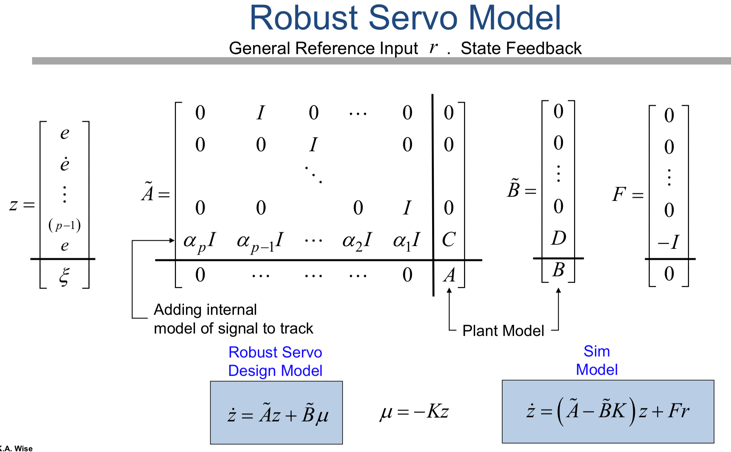 Robust Servo Model
General Reference Input r . State Feedback
z = [ e ; ė ; ⋮ ; (p−1) e ; ξ ]
Ã = [ 0 I 0 ⋯ 0 0 ;
0 0 I 0 0 ;
⋱
0 0 0 I 0 ;
α_p I α_{p−1} I ⋯ α_2 I α_1 I C ;
0 ⋯ ⋯ ⋯ 0 A ]
B̃ = [ 0 ; 0 ; ⋮ ; 0 ; D ; B ]
F = [ 0 ; 0 ; ⋮ ; 0 ; −I ; 0 ]
Adding internal
model of signal to track
Plant Model
Robust Servo
Design Model
ż = Ãz + B̃μ
μ = −Kz
Sim
Model
ż = (Ã − B̃K) z + Fr
K.A. Wise